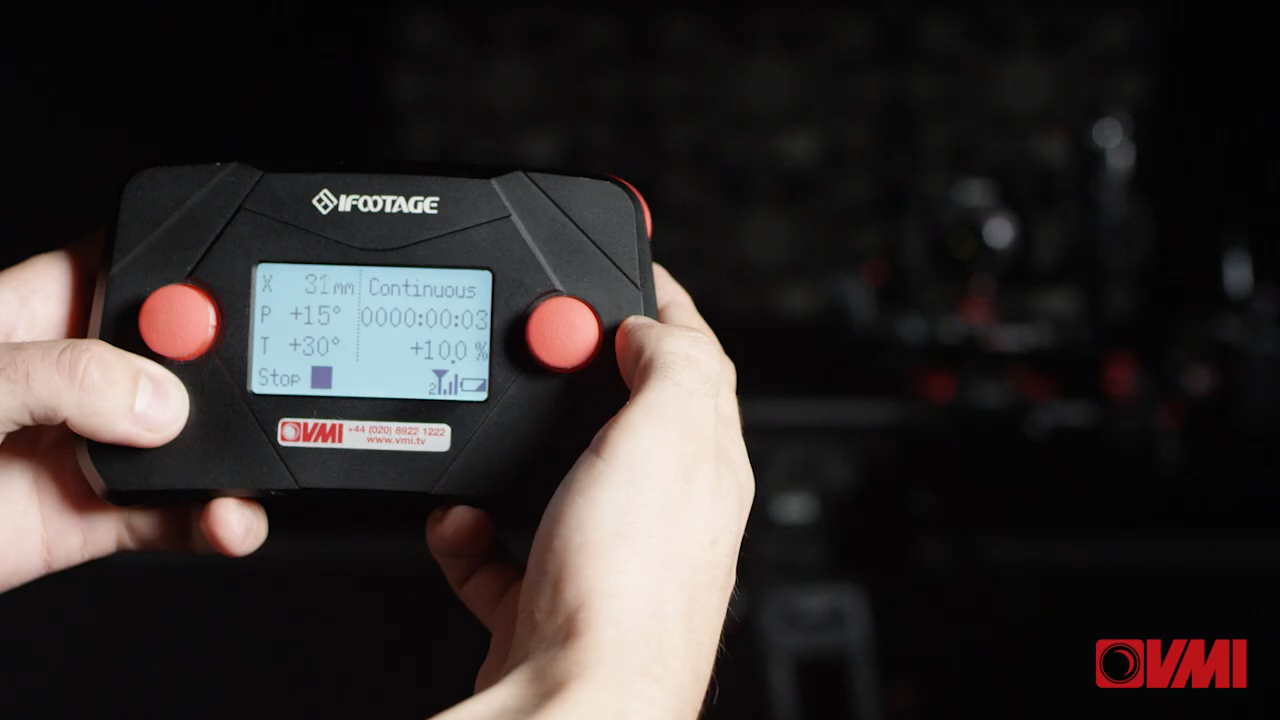 IFOOTAGE
X 31mm Continuous
P +15° 0000:00:03
T +30° +10.0 %
Stop 2
VMI +44 (020) 8922 1222
www.vmi.tv
VMI